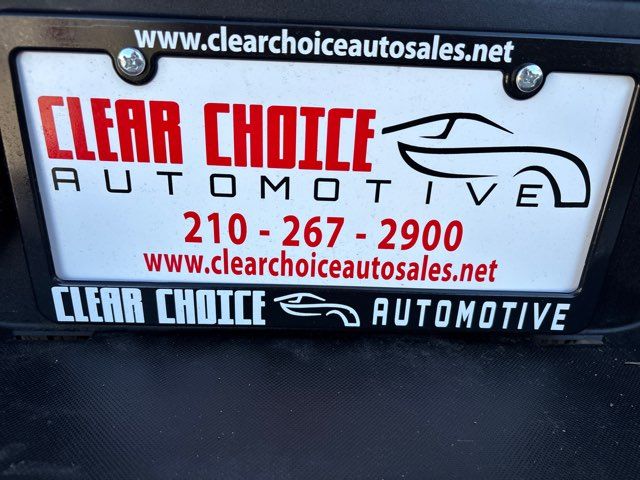 www.clearchoiceautosales.net
CLEAR CHOICE
AUTOMOTIVE
210 - 267 - 2900
www.clearchoiceautosales.net
CLEAR CHOICE AUTOMOTIVE